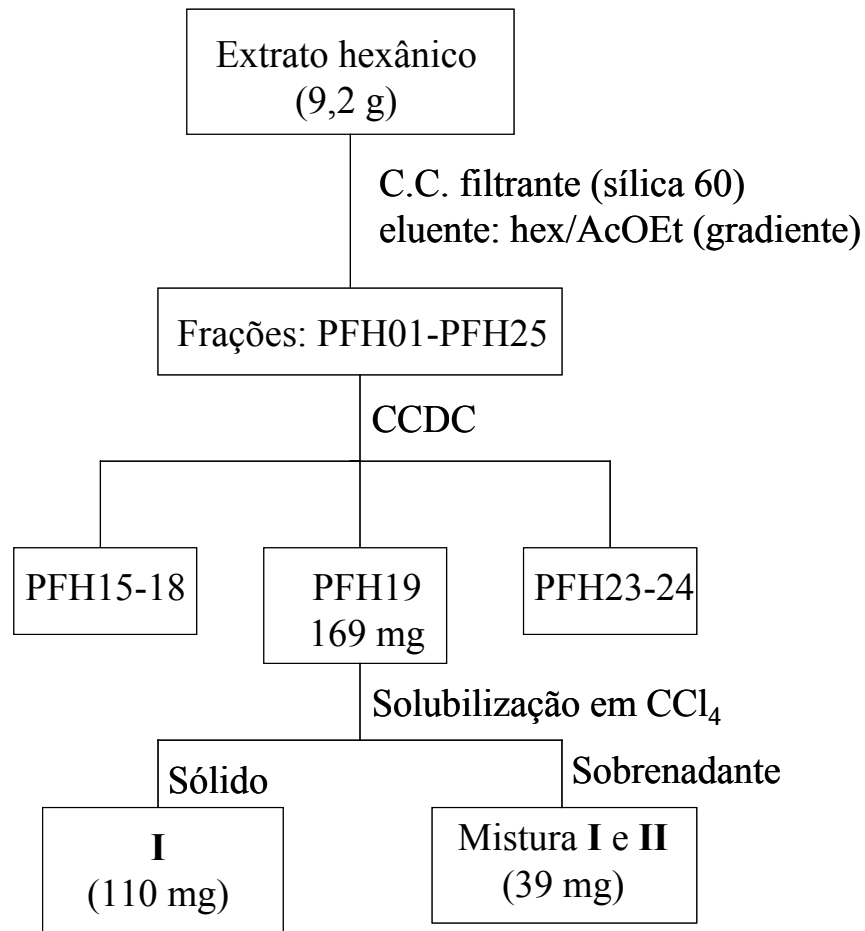 Extrato hexânico
(9,2 g)
C.C. filtrante (sílica 60)
eluente: hex/AcOEt (gradiente)
Frações: PFH01-PFH25
CCDC
PFH15-18
PFH19
169 mg
PFH23-24
Solubilização em CCl₄
Sólido
Sobrenadante
I
(110 mg)
Mistura I e II
(39 mg)